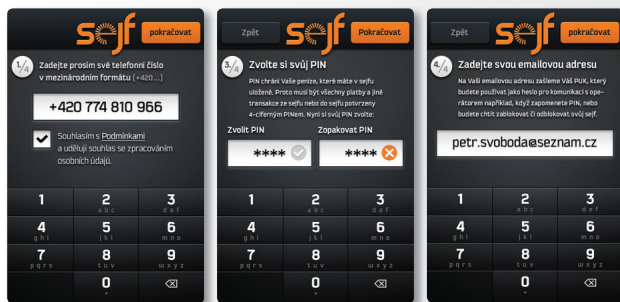 sejf
pokračovat
1./4
Zadejte prosím své telefonní číslo
v mezinárodním formátu (+420...)
+420 774 810 966
Souhlasím s Podmínkami
a uděluji souhlas se zpracováním
osobních údajů.
1
2
abc
3
def
4
ghi
5
jkl
6
mno
7
pqrs
8
tuv
9
wxyz
0
+
Zpět
sejf
Pokračovat
3./4
Zvolte si svůj PIN
PIN chrání Vaše peníze, které máte v sejfu
uložené. Proto musí být všechny platby a jiné
transakce ze sejfu nebo do sejfu potvrzeny
4-ciferným PINem. Nyní si svůj PIN zvolte:
Zvolit PIN
Zopakovat PIN
****
****
1
2
abc
3
def
4
ghi
5
jkl
6
mno
7
pqrs
8
tuv
9
wxyz
0
+
Zpět
sejf
pokračovat
4./4
Zadejte svou emailovou adresu
Na Vaši emailovou adresu zašleme Váš PUK, který
budete používat jako heslo pro komunikaci s ope-
rátorem například, když zapomenete PIN, nebo
budete chtít zablokovat či odblokovat svůj sejf.
petr.svoboda@seznam.cz
1
2
abc
3
def
4
ghi
5
jkl
6
mno
7
pqrs
8
tuv
9
wxyz
0
+